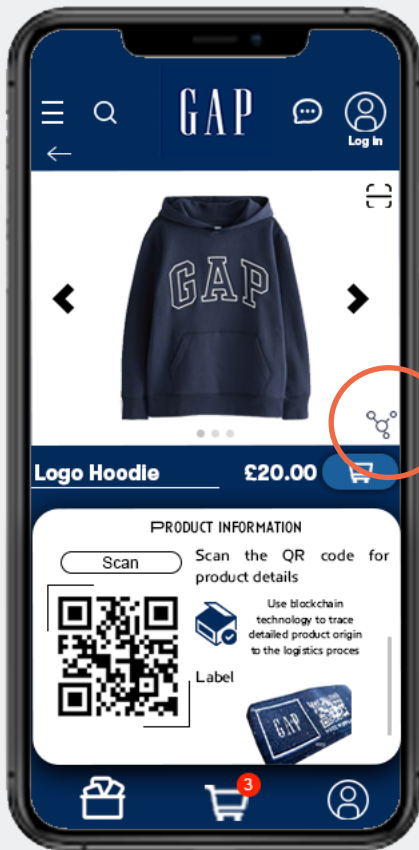 GAP
Log in
GAP
Logo Hoodie
£20.00
PRODUCT INFORMATION
Scan
Scan the QR code for
product details
Use blockchain
technology to trace
detailed product origin
to the logistics proces
Label
GAP
3